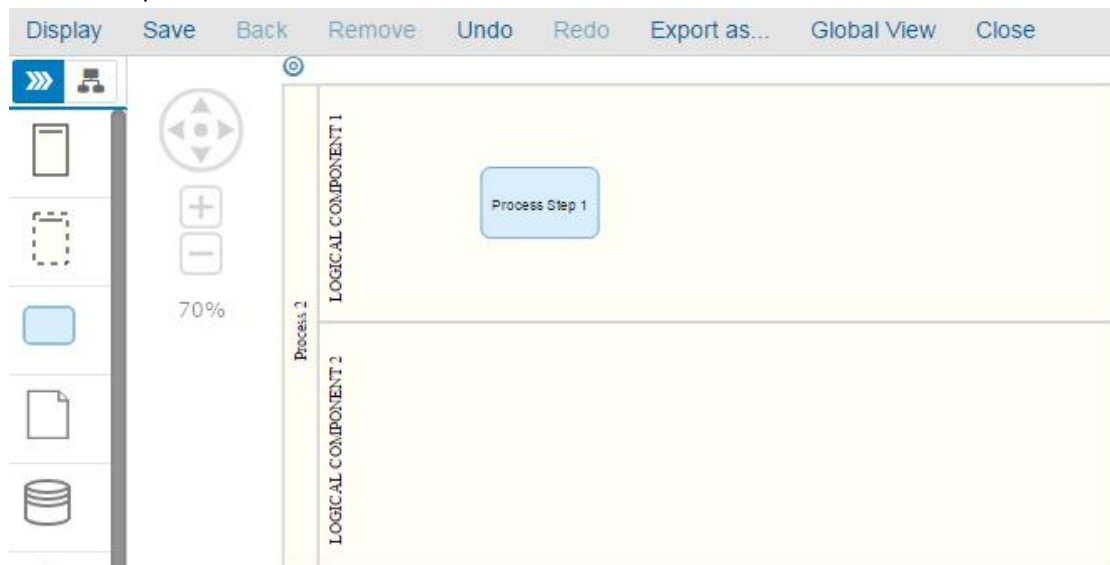 Display Save Back Remove Undo Redo Export as... Global View Close
LOGICAL COMPONENT 1
Process Step 1
70%
Process 2
LOGICAL COMPONENT 2